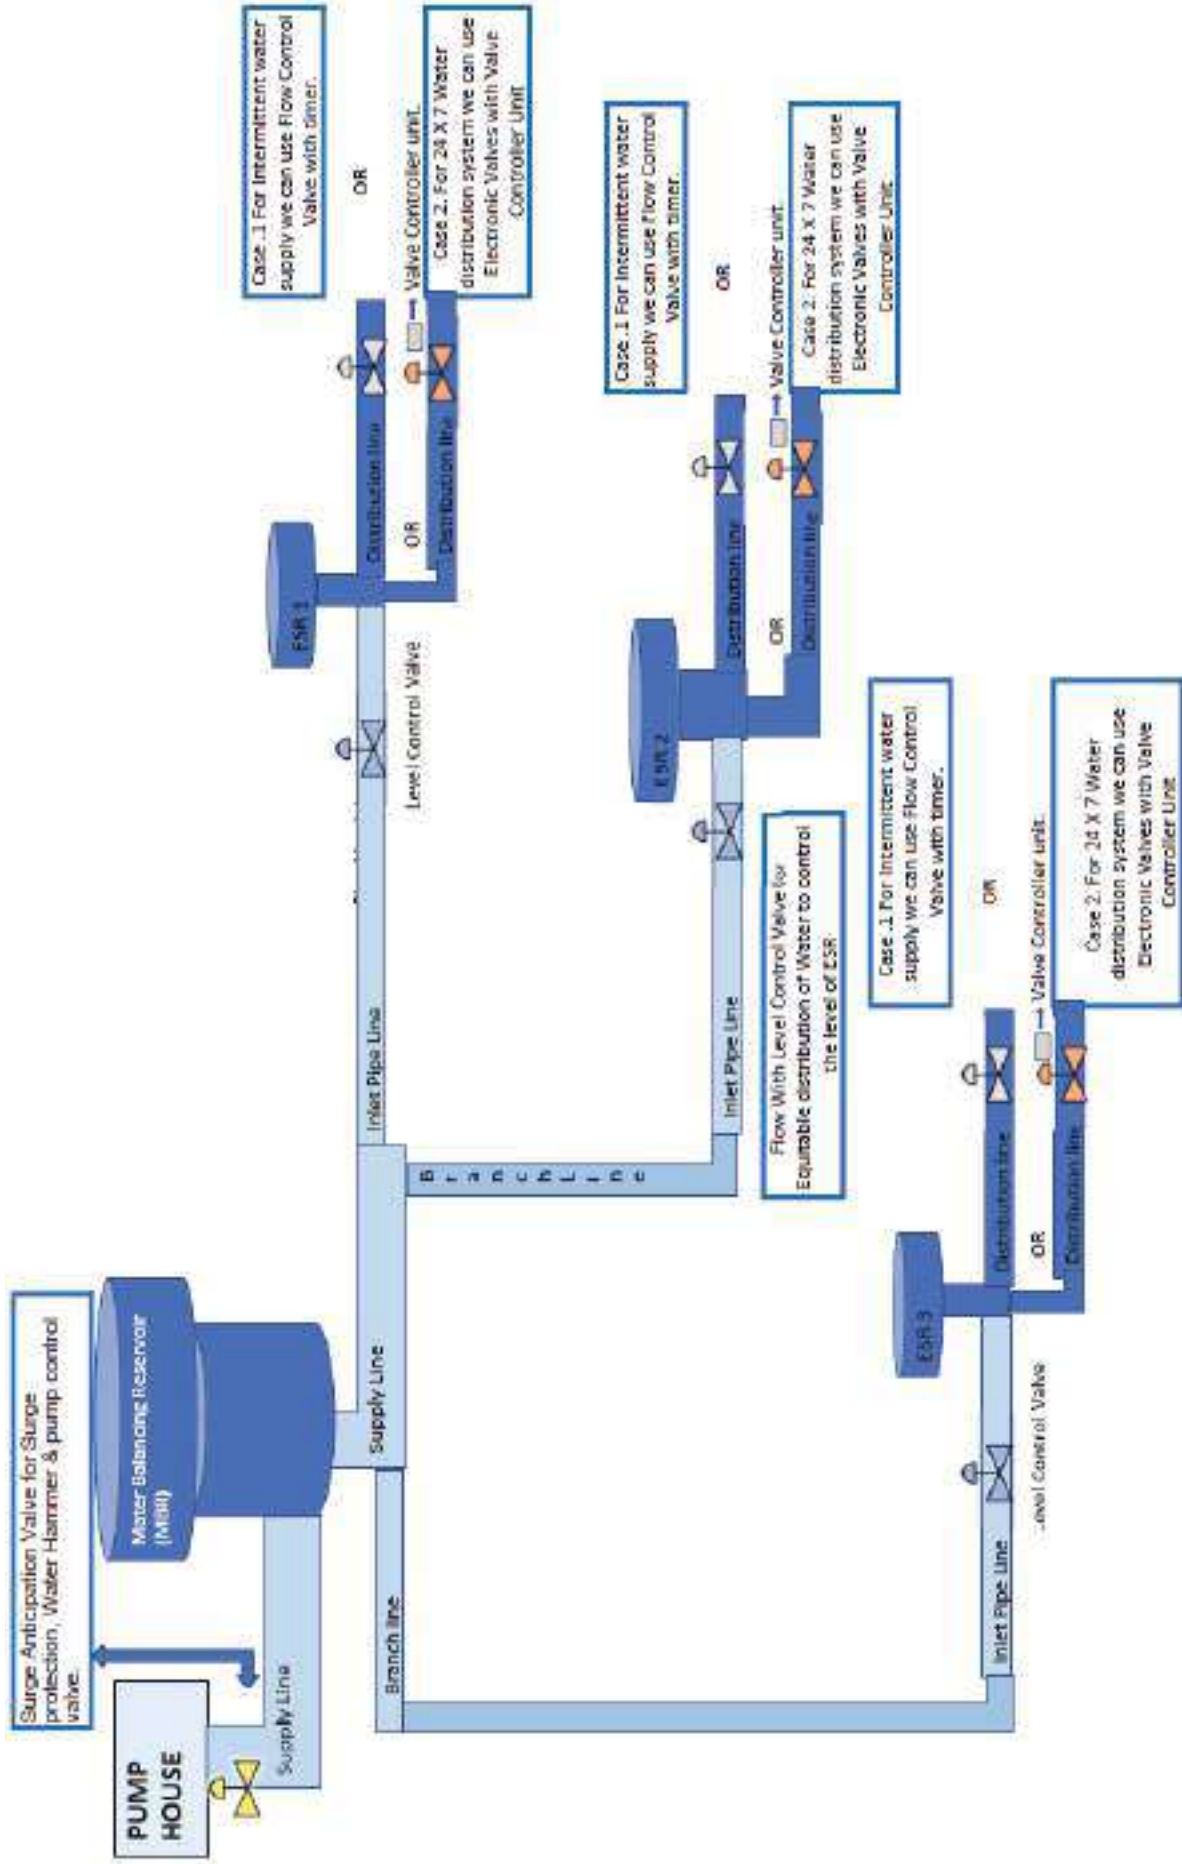 Surge Anticipation Valve for Surge
protection, Water Hammer & pump control
valve.
PUMP
HOUSE
Supply Line
Master Balancing Reservoir
(MBR)
Supply Line
Branch line
Branch Line
Inlet Pipe Line
Level Control Valve
ESR 1
Distribution line
OR
Distribution line
Valve Controller unit.
Case .1 For Intermittent water
supply we can use Flow Control
Valve with timer.
OR
Case 2. For 24 X 7 Water
distribution system we can use
Electronic Valves with Valve
Controller Unit
Inlet Pipe Line
Flow With Level Control Valve for
Equitable distribution of Water to control
the level of ESR
ESR 2
Distribution line
OR
Distribution line
Valve Controller unit.
Case .1 For Intermittent water
supply we can use Flow Control
Valve with timer.
OR
Case 2. For 24 X 7 Water
distribution system we can use
Electronic Valves with Valve
Controller Unit
Inlet Pipe Line
Level Control Valve
ESR 3
Distribution line
OR
Distribution line
Valve Controller unit.
Case .1 For Intermittent water
supply we can use Flow Control
Valve with timer.
OR
Case 2. For 24 X 7 Water
distribution system we can use
Electronic Valves with Valve
Controller Unit